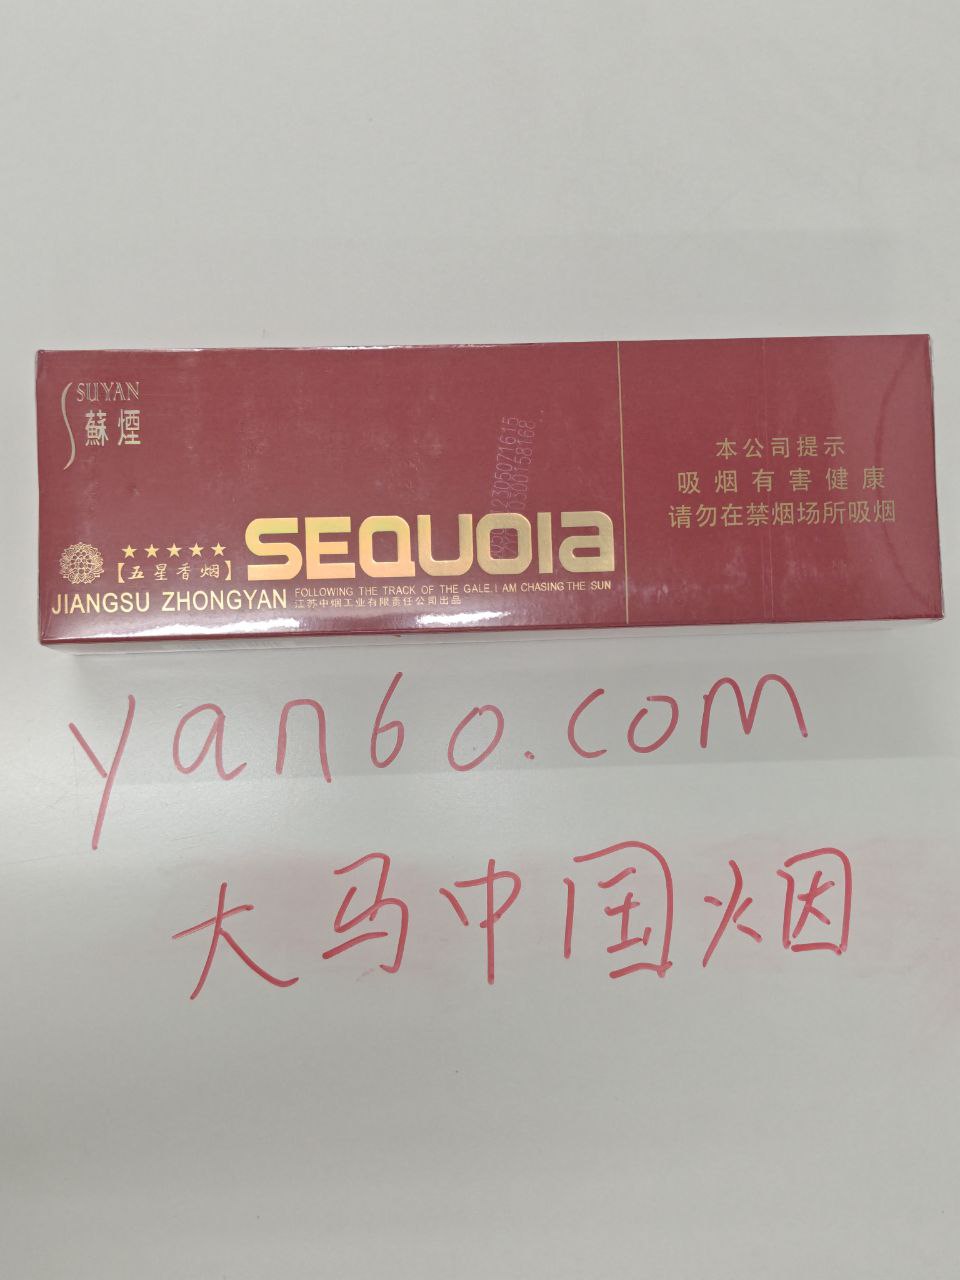 SUYAN
蘇煙
2305071615
3300158168
本公司提示
吸烟有害健康
请勿在禁烟场所吸烟
★★★★★
【五星香烟】
SEQUOIA
JIANGSU ZHONGYAN
FOLLOWING THE TRACK OF THE GALE. I AM CHASING THE SUN
江苏中烟工业有限责任公司出品
yan60.com
大马中国烟